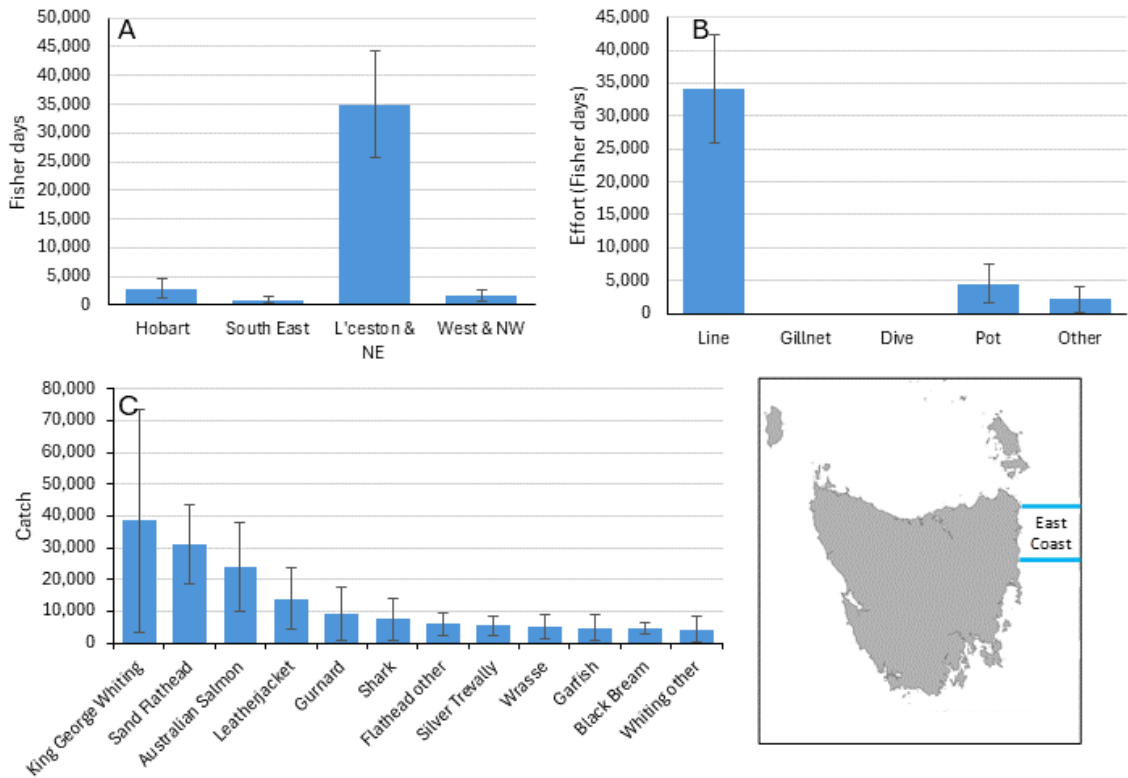 A
Fisher days
50,000
45,000
40,000
35,000
30,000
25,000
20,000
15,000
10,000
5,000
0
Hobart
South East
L'ceston &
NE
West & NW
B
Effort (Fisher days)
45,000
40,000
35,000
30,000
25,000
20,000
15,000
10,000
5,000
0
Line
Gillnet
Dive
Pot
Other
C
Catch
80,000
70,000
60,000
50,000
40,000
30,000
20,000
10,000
0
King George Whiting
Sand Flathead
Australian Salmon
Leatherjacket
Gurnard
Shark
Flathead other
Silver Trevally
Wrasse
Garfish
Black Bream
Whiting other
East
Coast